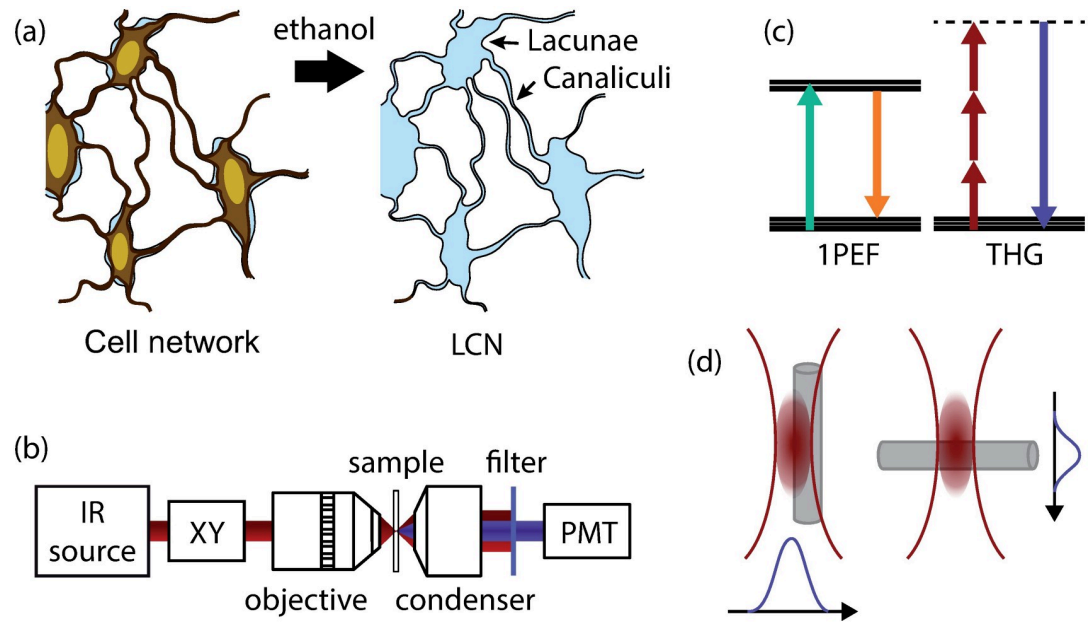 (a)
ethanol
Lacunae
Canaliculi
Cell network
LCN
(b)
IR
source
XY
objective
sample
condenser
filter
PMT
(c)
1PEF
THG
(d)